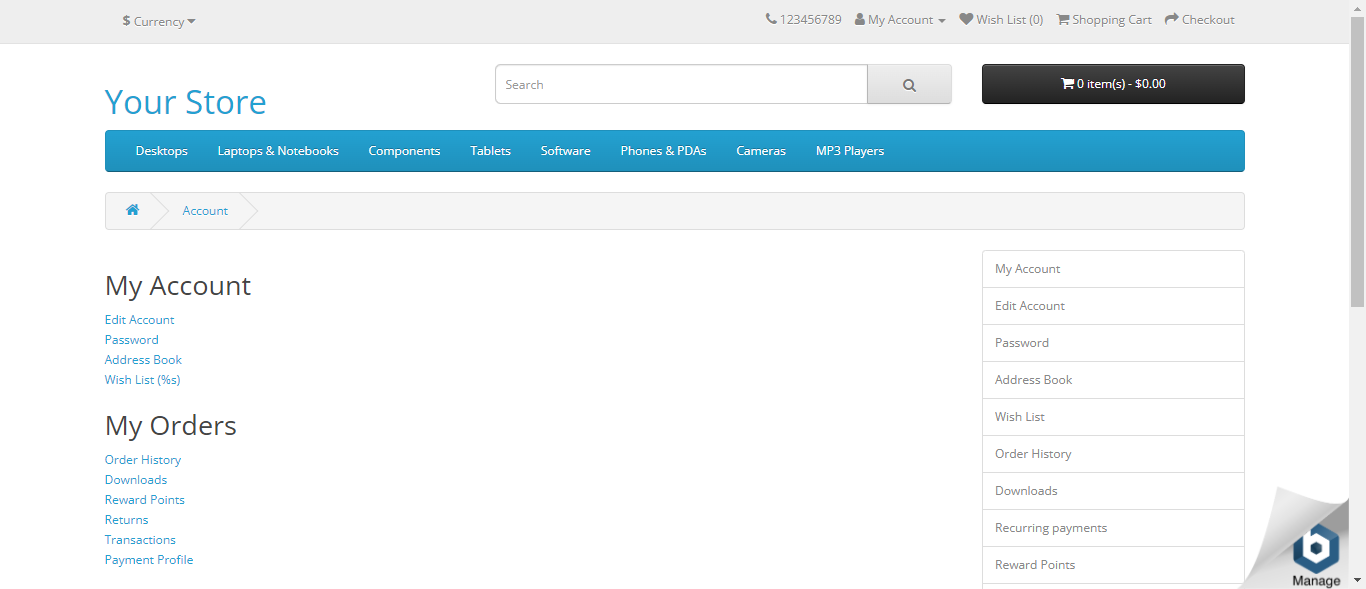 $ Currency
123456789 My Account Wish List (0) Shopping Cart Checkout
Your Store
Search
0 item(s) - $0.00
Desktops Laptops & Notebooks Components Tablets Software Phones & PDAs Cameras MP3 Players
Account
My Account
Edit Account
Password
Address Book
Wish List (%s)
My Orders
Order History
Downloads
Reward Points
Returns
Transactions
Payment Profile
My Account
Edit Account
Password
Address Book
Wish List
Order History
Downloads
Recurring payments
Reward Points
b
Manage